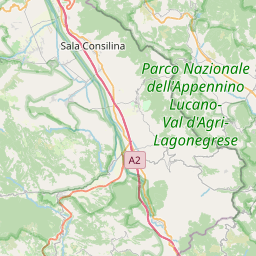 Sala Consilina
Parco Nazionale
dell'Appennino
Lucano-
Val d'Agri-
Lagonegrese
A2